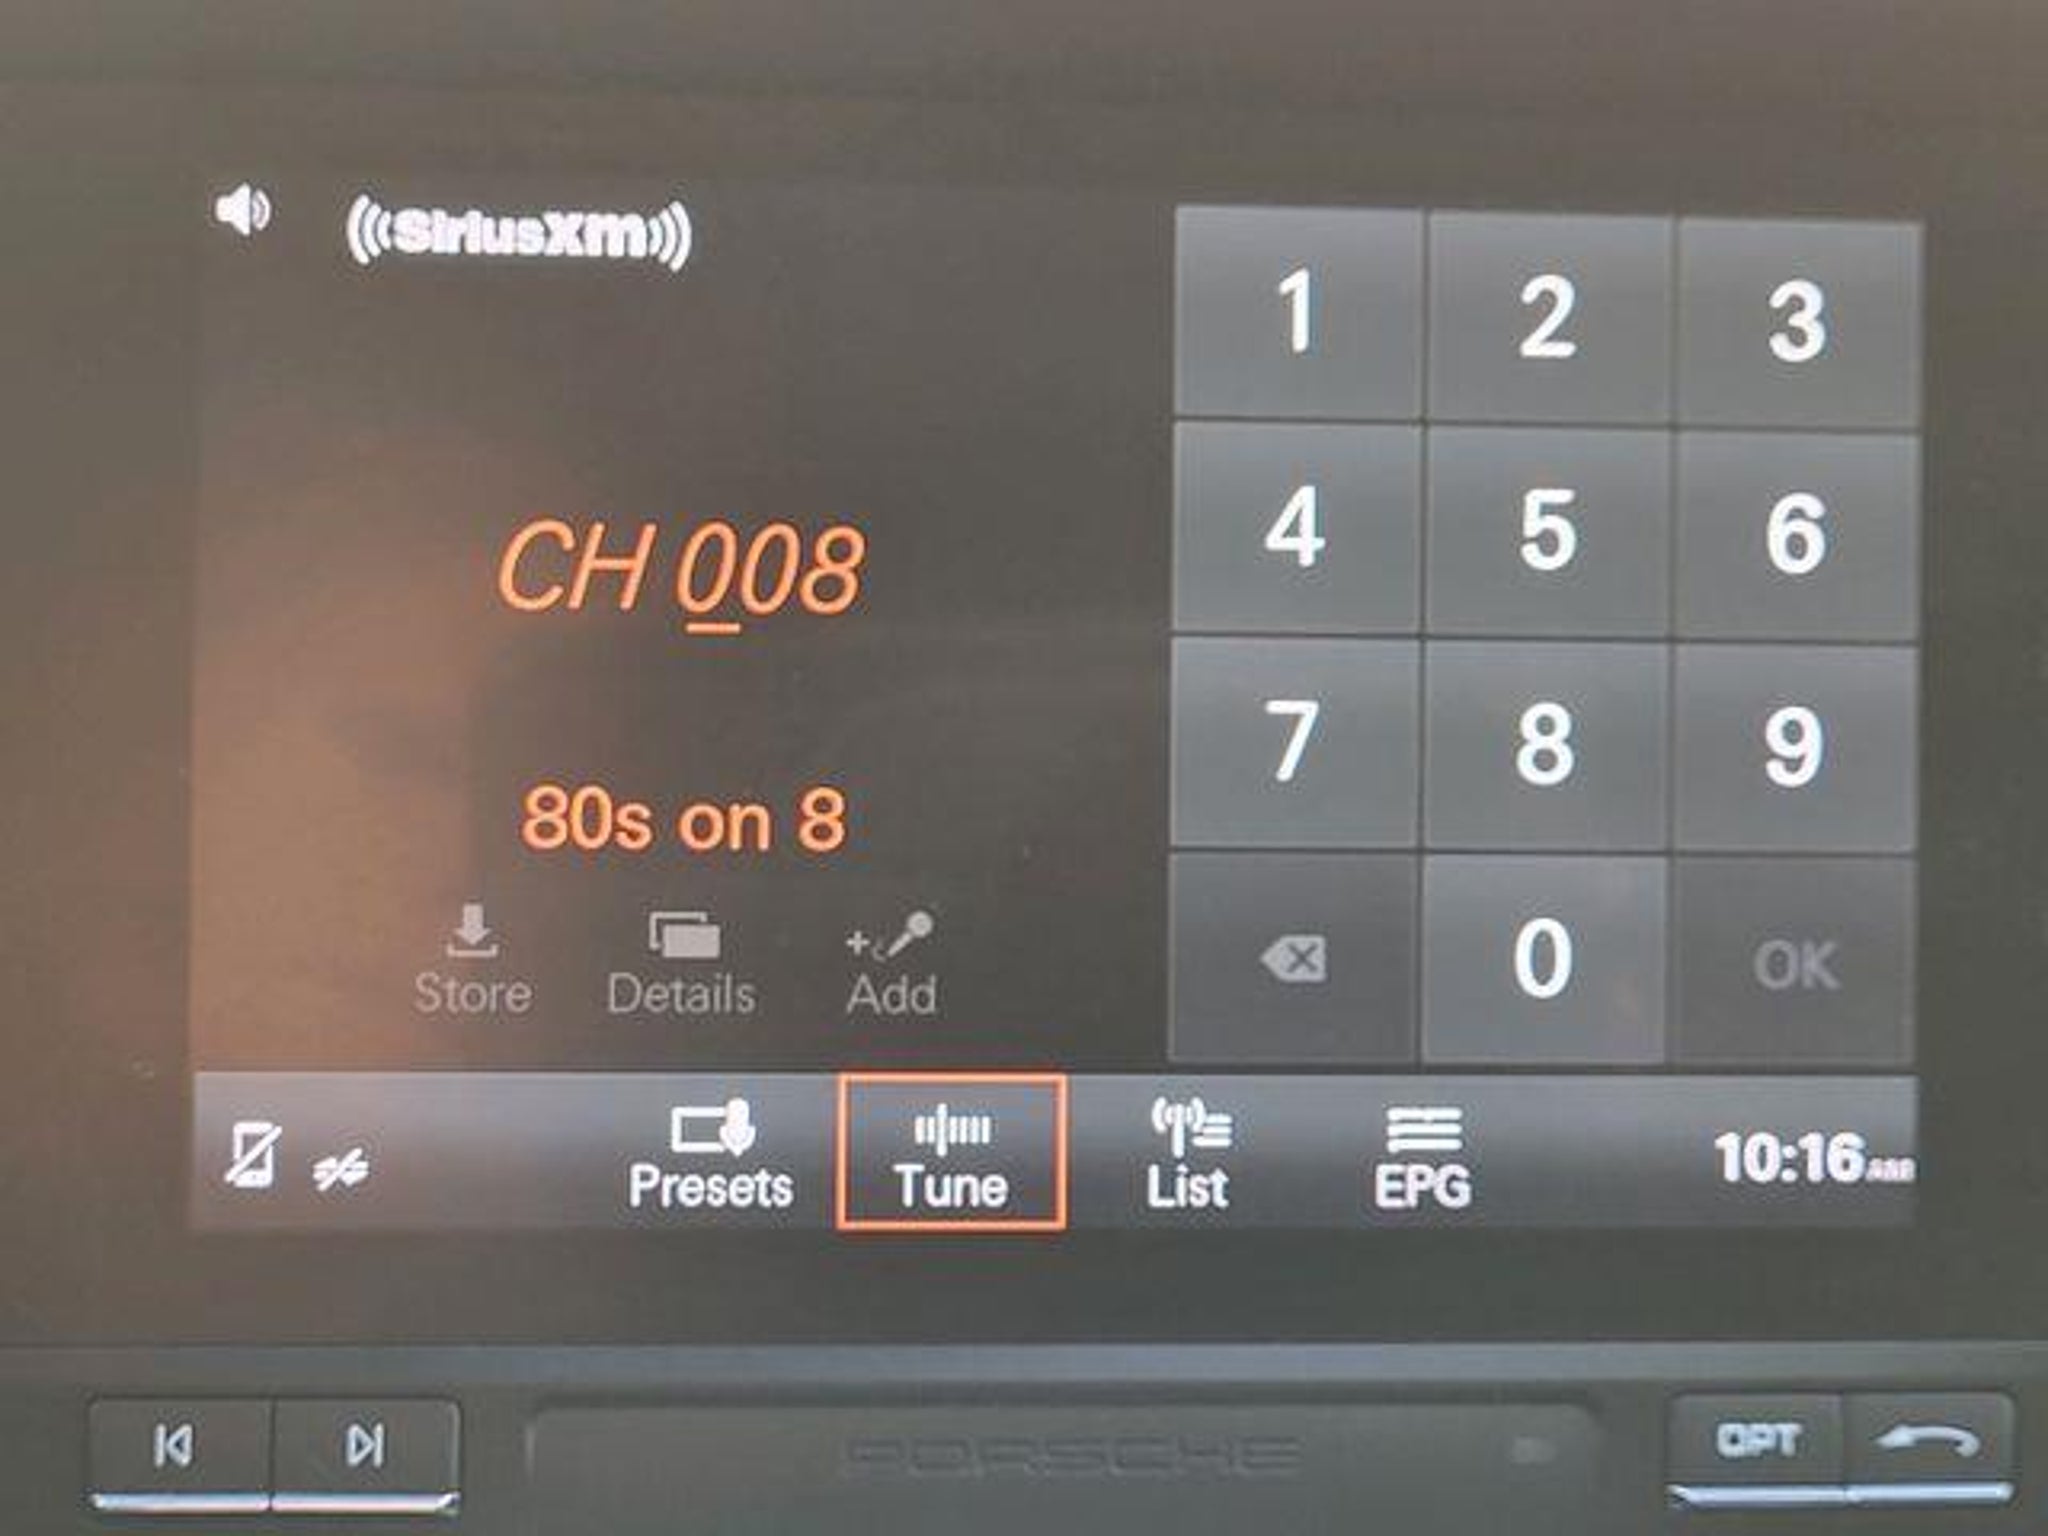 ((SiriusXM))
CH 008
80s on 8
Store Details Add
1 2 3
4 5 6
7 8 9
0 OK
Presets Tune List EPG 10:16 AM
PORSCHE
OPT